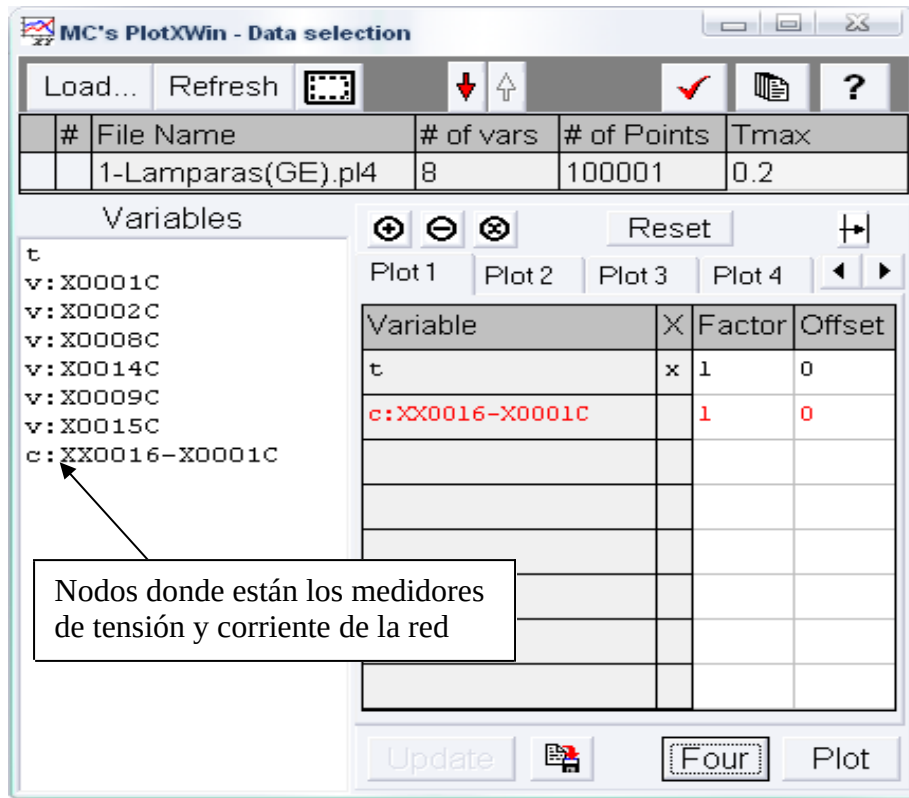 MC's PlotXWin - Data selection
Load... Refresh ?
# File Name # of vars # of Points Tmax
1-Lamparas(GE).pl4 8 100001 0.2
Variables
t
v:X0001C
v:X0002C
v:X0008C
v:X0014C
v:X0009C
v:X0015C
c:XX0016-X0001C
Reset
Plot 1 Plot 2 Plot 3 Plot 4
Variable X Factor Offset
t x 1 0
c:XX0016-X0001C 1 0
Nodos donde están los medidores
de tensión y corriente de la red
Update Four Plot